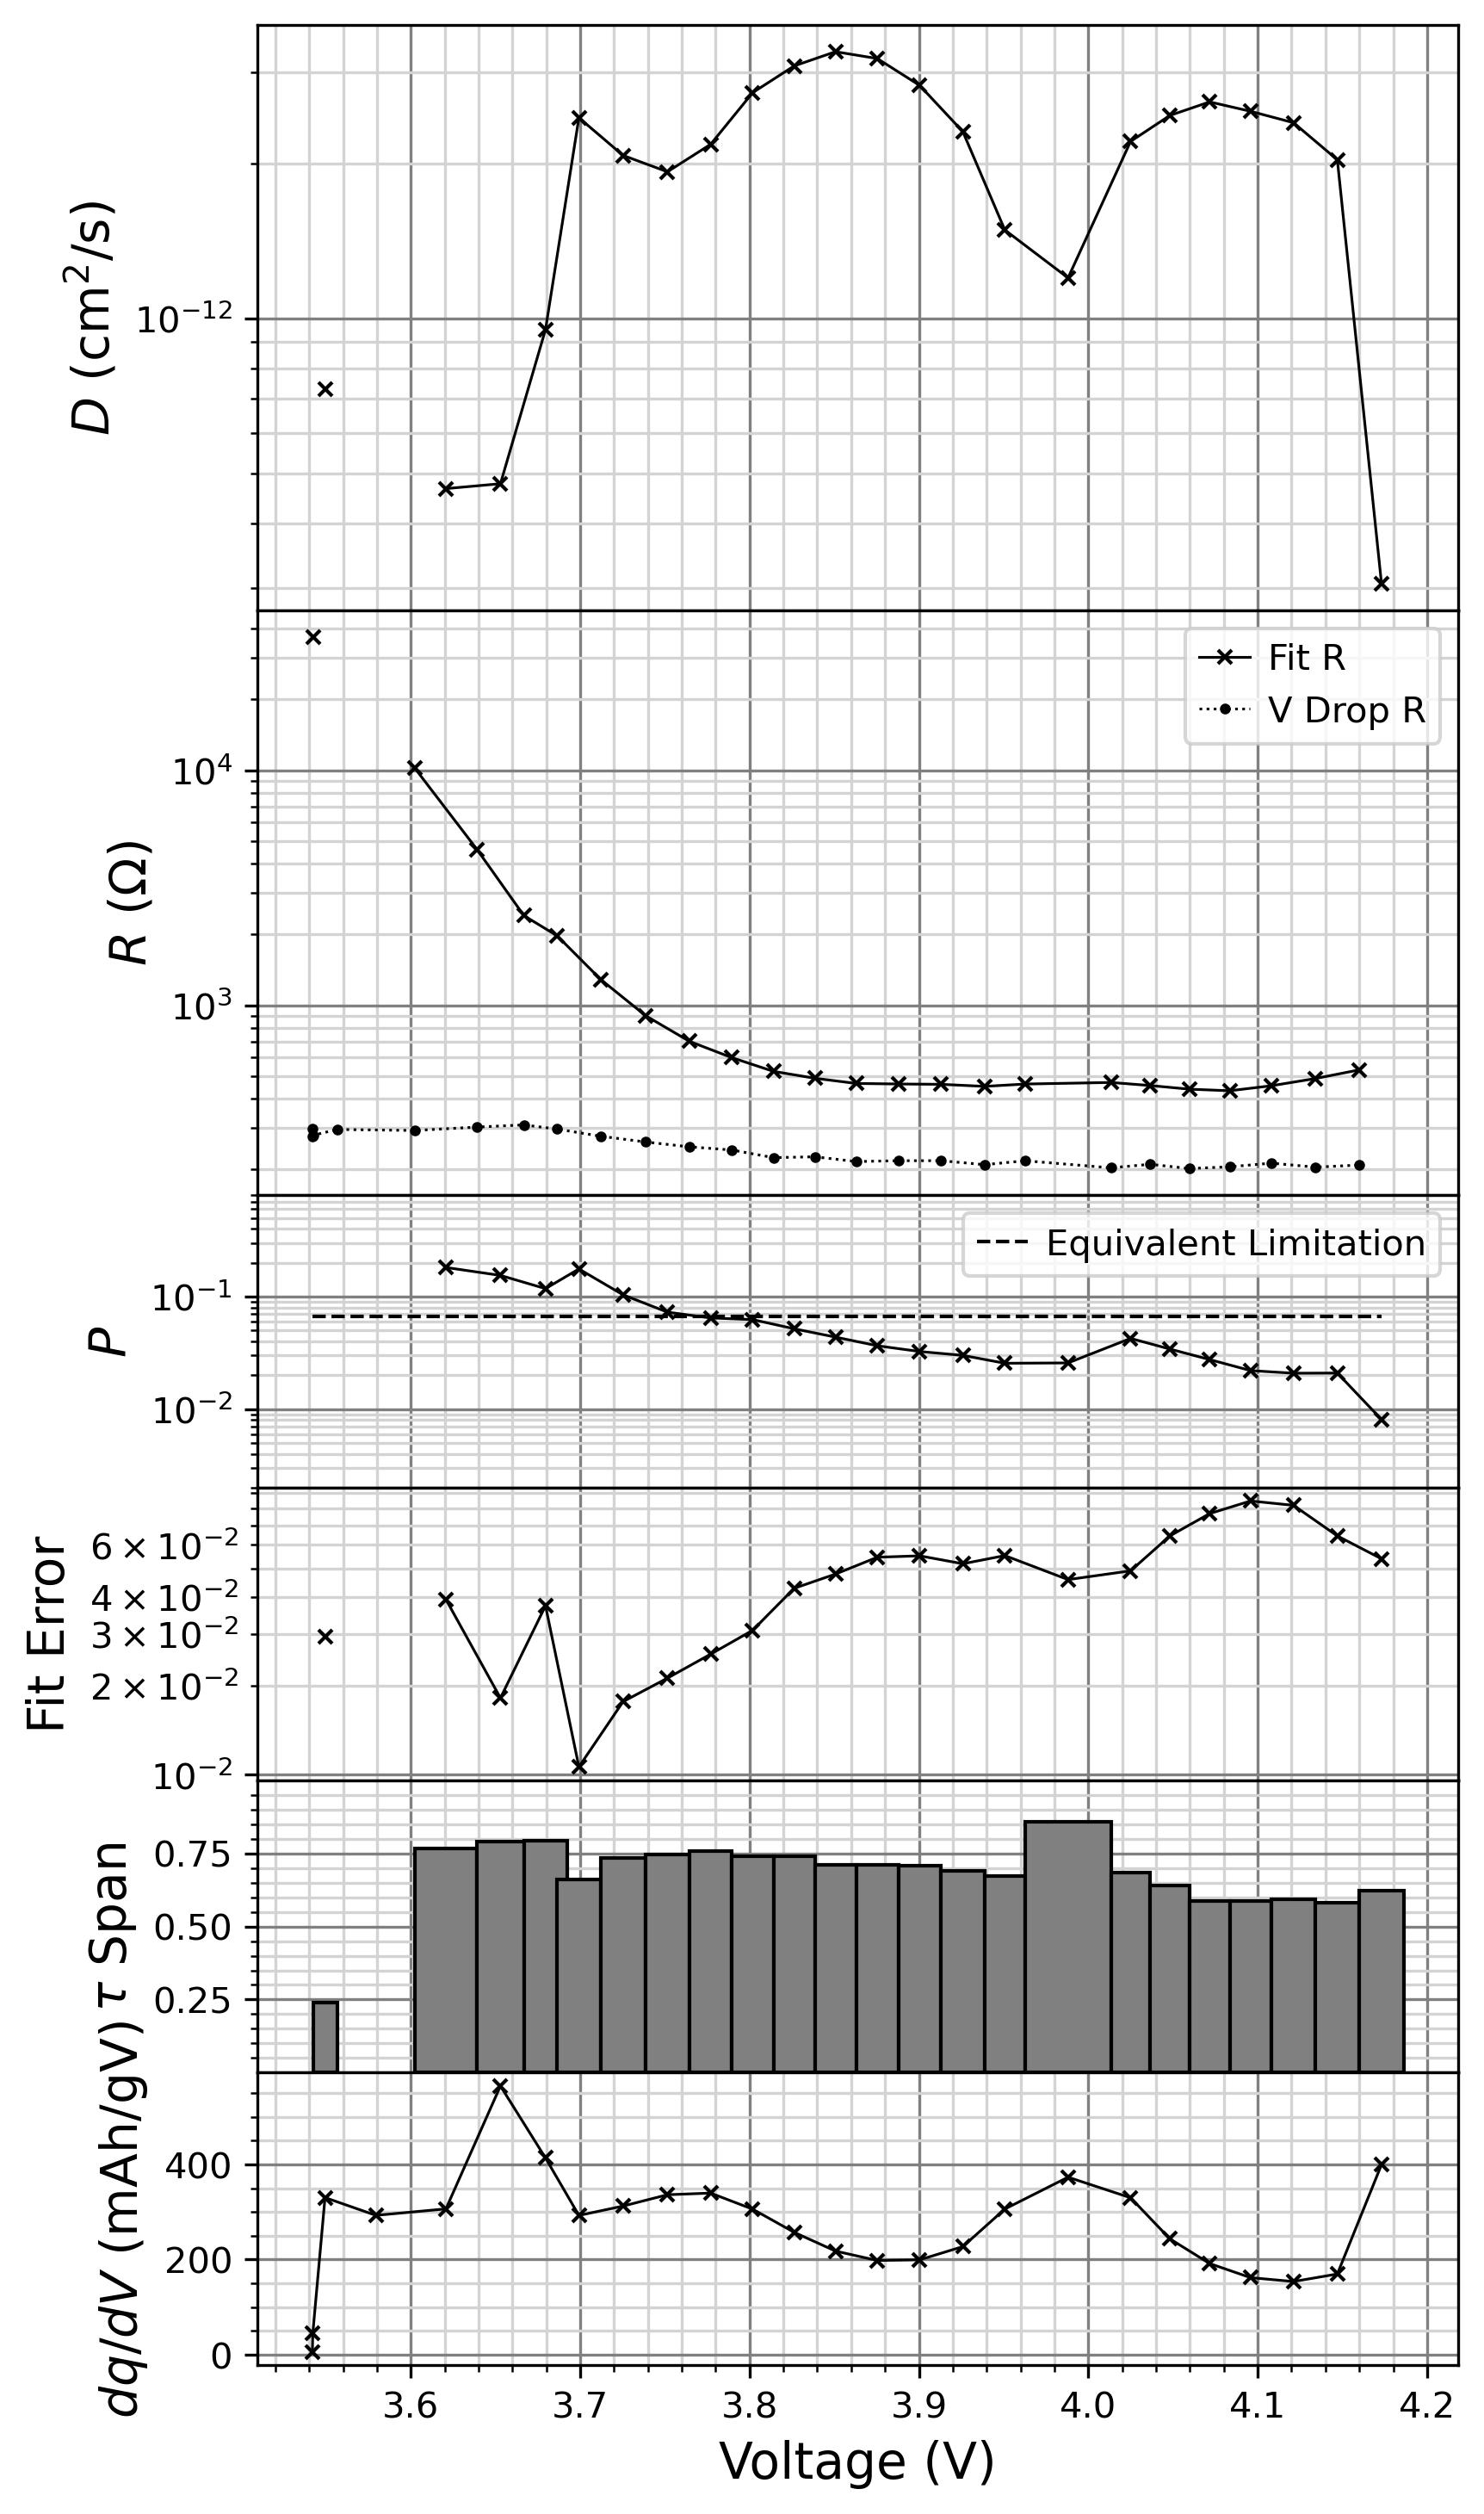 D (cm²/s)
10⁻¹²
Fit R
V Drop R
R (Ω)
10⁴
10³
Equivalent Limitation
P
10⁻¹
10⁻²
Fit Error
6 × 10⁻²
4 × 10⁻²
3 × 10⁻²
2 × 10⁻²
10⁻²
τ Span
0.75
0.50
0.25
dq/dV (mAh/gV)
400
200
0
3.6 3.7 3.8 3.9 4.0 4.1 4.2
Voltage (V)